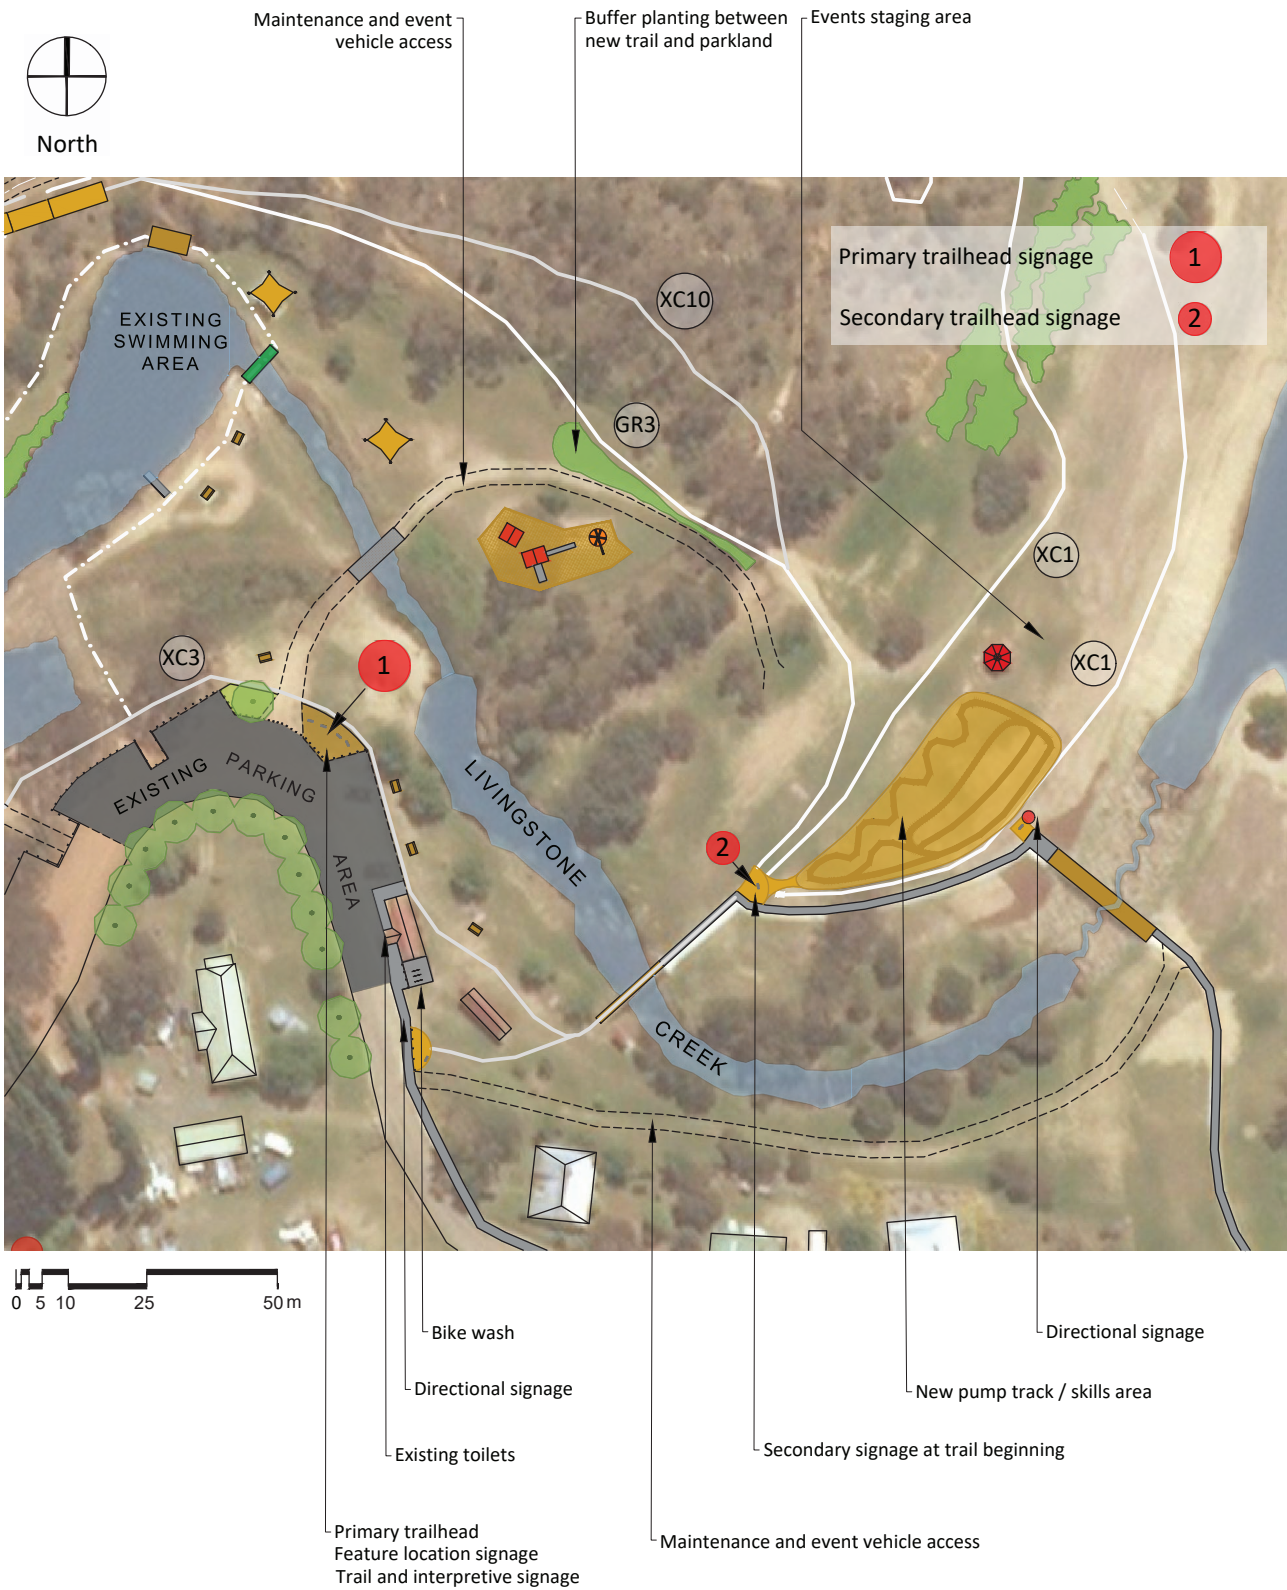 Maintenance and event
vehicle access
Buffer planting between
new trail and parkland
Events staging area
North
Primary trailhead signage
1
Secondary trailhead signage
2
EXISTING
SWIMMING
AREA
XC10
GR3
XC1
XC1
XC3
1
EXISTING PARKING AREA
LIVINGSTONE
CREEK
2
0 5 10 25 50 m
Bike wash
Directional signage
Directional signage
New pump track / skills area
Existing toilets
Secondary signage at trail beginning
Primary trailhead
Feature location signage
Trail and interpretive signage
Maintenance and event vehicle access